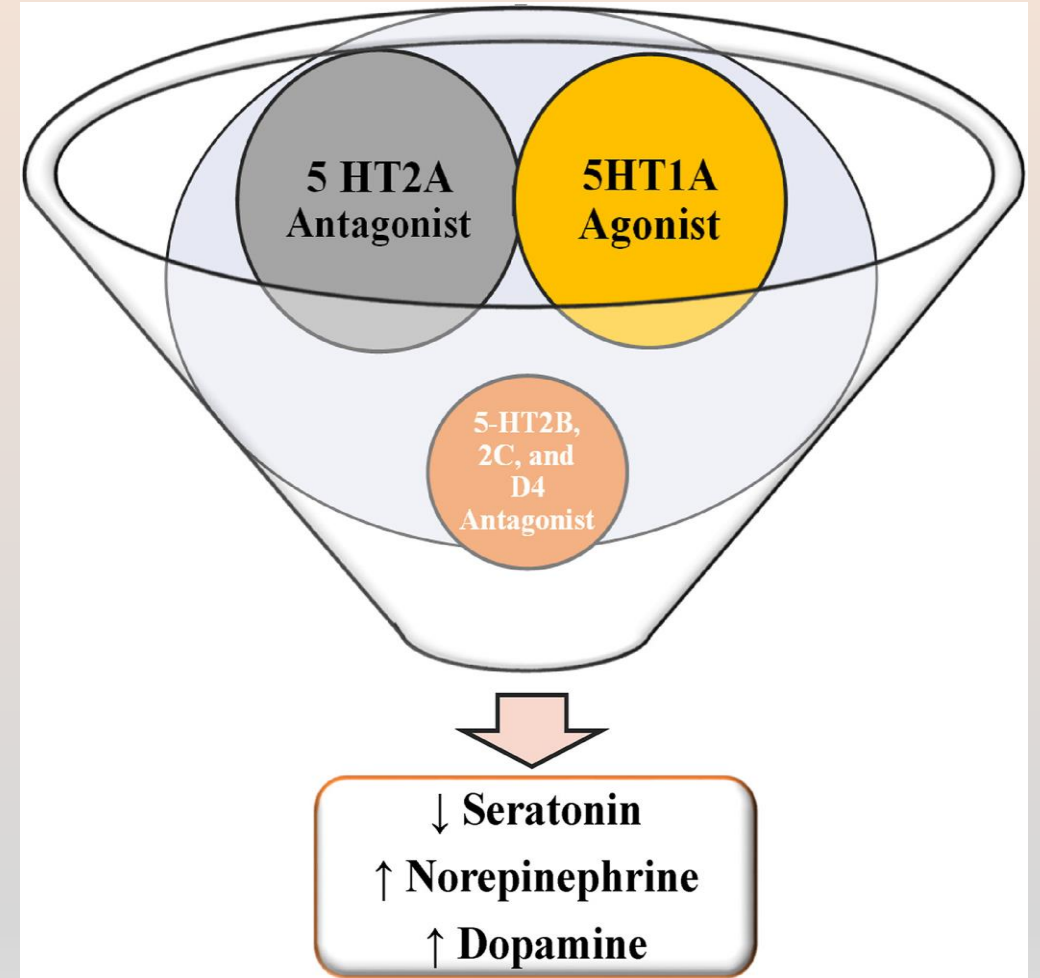 5 HT2A
Antagonist
5HT1A
Agonist
5-HT2B,
2C, and
D4
Antagonist
↓ Seratonin
↑ Norepinephrine
↑ Dopamine